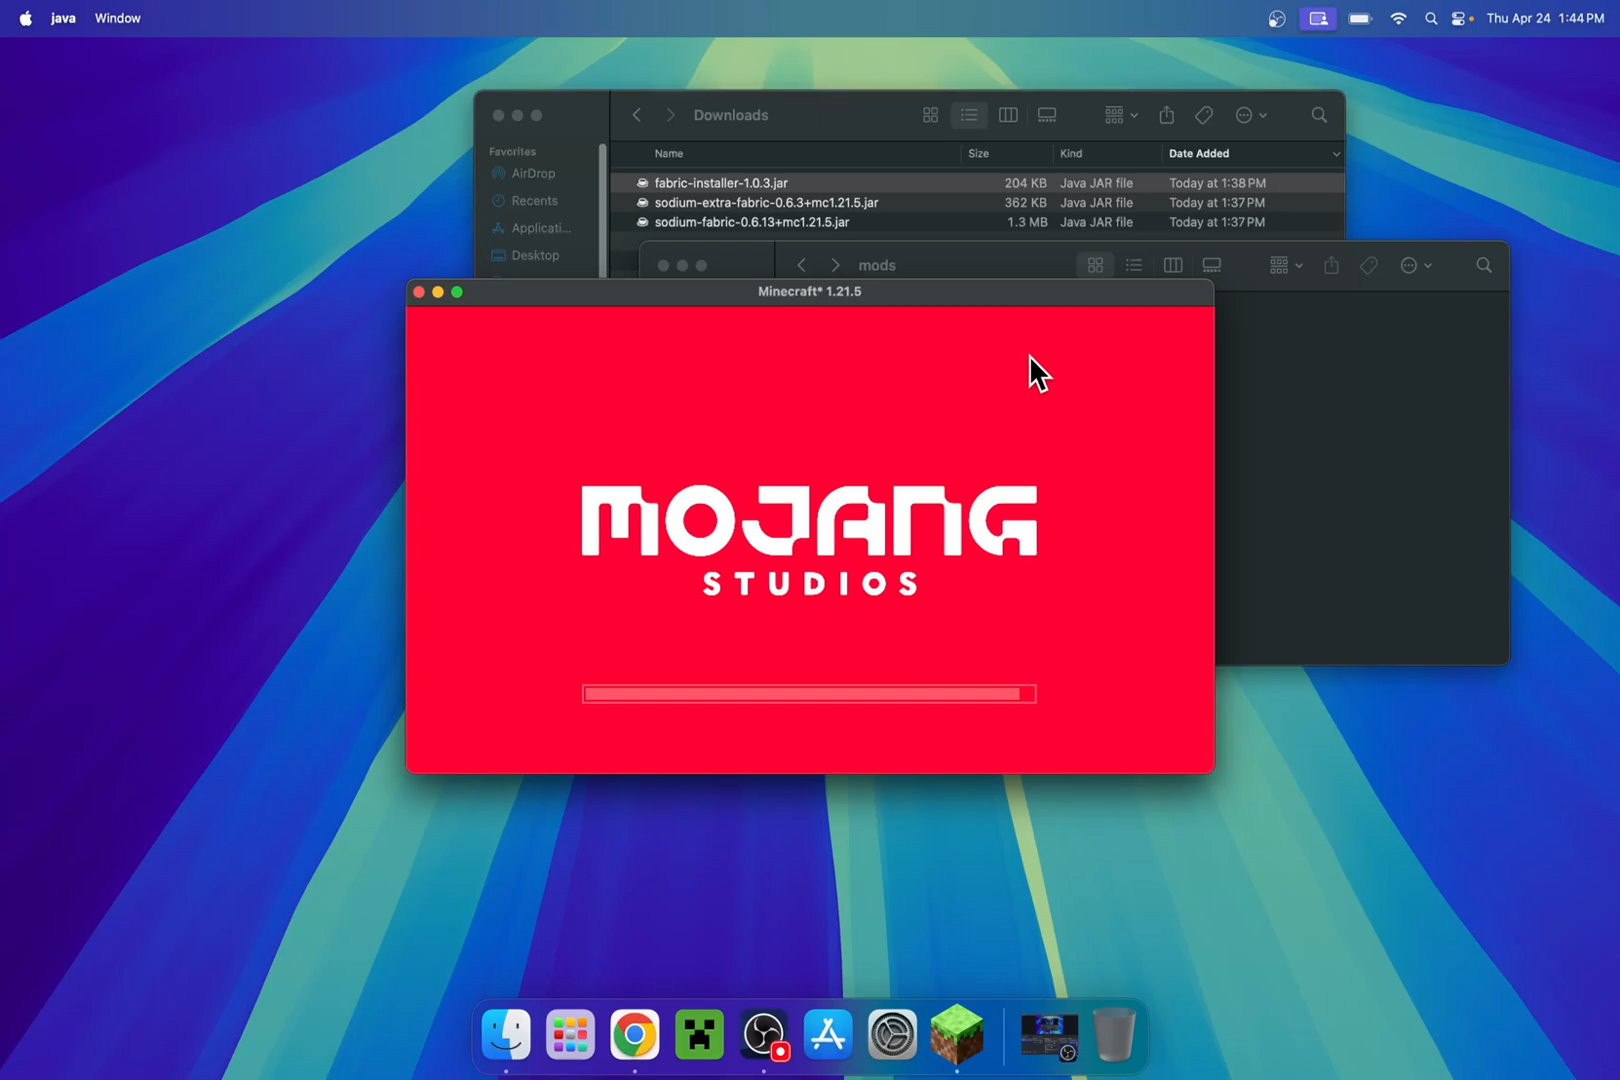 java Window Thu Apr 24 1:44 PM
Downloads
Favorites
AirDrop
Recents
Applicati...
Desktop
Name Size Kind Date Added
fabric-installer-1.0.3.jar 204 KB Java JAR file Today at 1:38 PM
sodium-extra-fabric-0.6.3+mc1.21.5.jar 362 KB Java JAR file Today at 1:37 PM
sodium-fabric-0.6.13+mc1.21.5.jar 1.3 MB Java JAR file Today at 1:37 PM
mods
Minecraft* 1.21.5
MOJANG
STUDIOS